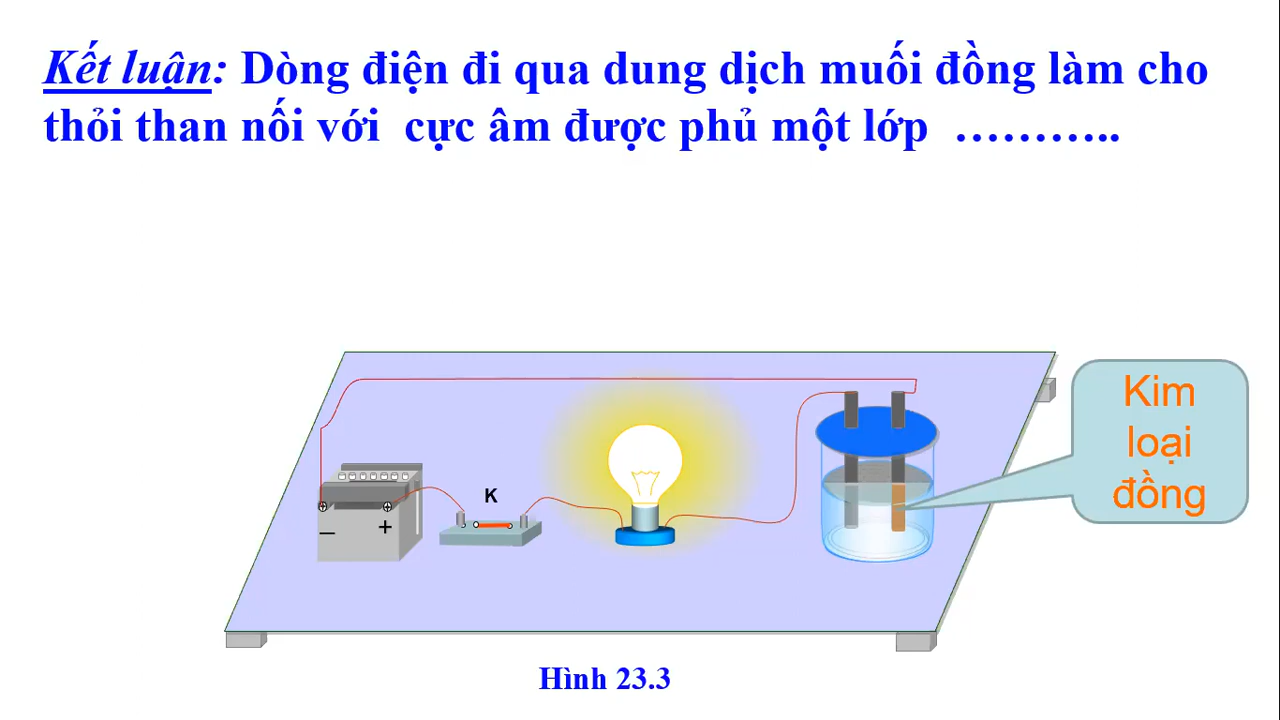 Kết luận: Dòng điện đi qua dung dịch muối đồng làm cho
thỏi than nối với cực âm được phủ một lớp ………..
Kim
loại
đồng
K
– +
Hình 23.3